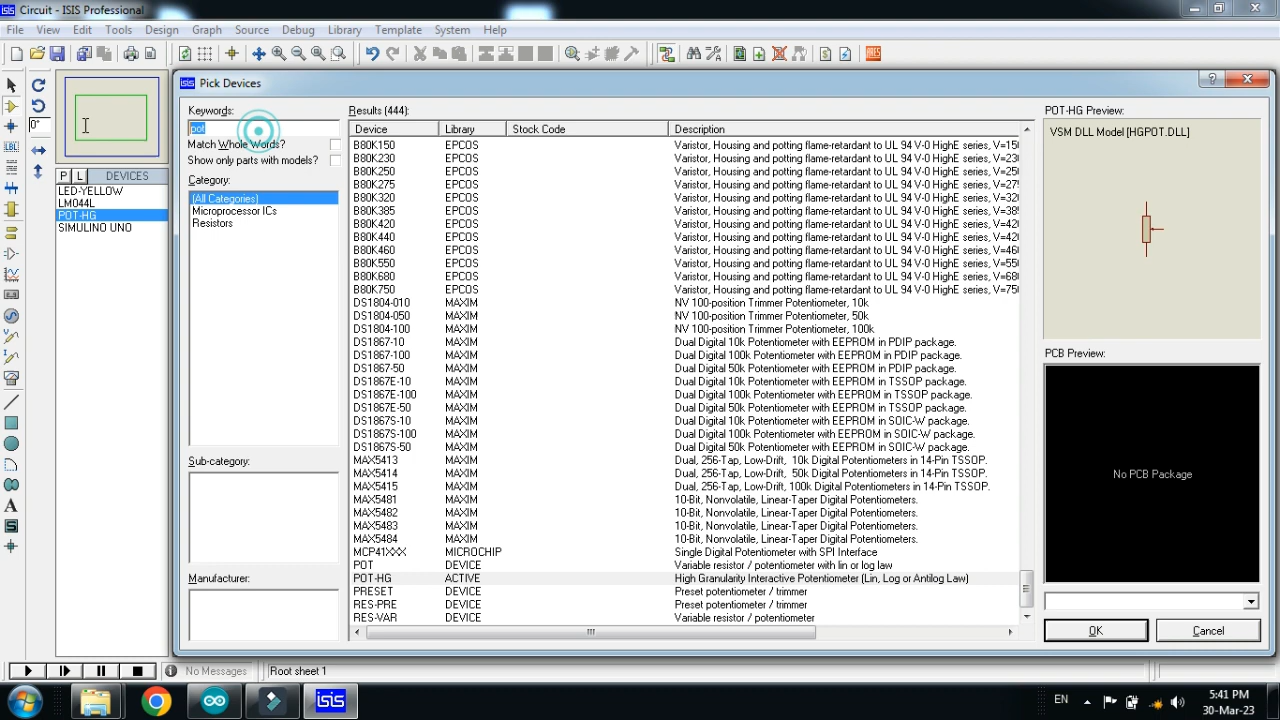 Circuit - ISIS Professional
File View Edit Tools Design Graph Source Debug Library Template System Help
Pick Devices
Keywords:
pot
Match Whole Words?
Show only parts with models?
Category:
(All Categories)
Microprocessor ICs
Resistors
Sub-category:
Manufacturer:
0°
LBL
A
P L DEVICES
LED-YELLOW
LM044L
POT-HG
SIMULINO UNO
Results (444):
Device Library Stock Code Description
B80K150 EPCOS Varistor, Housing and potting flame-retardant to UL 94 V-0 HighE series, V=150
B80K230 EPCOS Varistor, Housing and potting flame-retardant to UL 94 V-0 HighE series, V=230
B80K250 EPCOS Varistor, Housing and potting flame-retardant to UL 94 V-0 HighE series, V=250
B80K275 EPCOS Varistor, Housing and potting flame-retardant to UL 94 V-0 HighE series, V=275
B80K320 EPCOS Varistor, Housing and potting flame-retardant to UL 94 V-0 HighE series, V=320
B80K385 EPCOS Varistor, Housing and potting flame-retardant to UL 94 V-0 HighE series, V=385
B80K420 EPCOS Varistor, Housing and potting flame-retardant to UL 94 V-0 HighE series, V=420
B80K440 EPCOS Varistor, Housing and potting flame-retardant to UL 94 V-0 HighE series, V=440
B80K460 EPCOS Varistor, Housing and potting flame-retardant to UL 94 V-0 HighE series, V=460
B80K550 EPCOS Varistor, Housing and potting flame-retardant to UL 94 V-0 HighE series, V=550
B80K680 EPCOS Varistor, Housing and potting flame-retardant to UL 94 V-0 HighE series, V=680
B80K750 EPCOS Varistor, Housing and potting flame-retardant to UL 94 V-0 HighE series, V=750
DS1804-010 MAXIM NV 100-position Trimmer Potentiometer, 10k
DS1804-050 MAXIM NV 100-position Trimmer Potentiometer, 50k
DS1804-100 MAXIM NV 100-position Trimmer Potentiometer, 100k
DS1867-10 MAXIM Dual Digital 10k Potentiometer with EEPROM in PDIP package.
DS1867-100 MAXIM Dual Digital 100k Potentiometer with EEPROM in PDIP package.
DS1867-50 MAXIM Dual Digital 50k Potentiometer with EEPROM in PDIP package.
DS1867E-10 MAXIM Dual Digital 10k Potentiometer with EEPROM in TSSOP package.
DS1867E-100 MAXIM Dual Digital 100k Potentiometer with EEPROM in TSSOP package.
DS1867E-50 MAXIM Dual Digital 50k Potentiometer with EEPROM in TSSOP package.
DS1867S-10 MAXIM Dual Digital 10k Potentiometer with EEPROM in SOIC-W package.
DS1867S-100 MAXIM Dual Digital 100k Potentiometer with EEPROM in SOIC-W package.
DS1867S-50 MAXIM Dual Digital 50k Potentiometer with EEPROM in SOIC-W package.
MAX5413 MAXIM Dual, 256-Tap, Low-Drift, 10k Digital Potentiometers in 14-Pin TSSOP.
MAX5414 MAXIM Dual, 256-Tap, Low-Drift, 50k Digital Potentiometers in 14-Pin TSSOP.
MAX5415 MAXIM Dual, 256-Tap, Low-Drift, 100k Digital Potentiometers in 14-Pin TSSOP.
MAX5481 MAXIM 10-Bit, Nonvolatile, Linear-Taper Digital Potentiometers.
MAX5482 MAXIM 10-Bit, Nonvolatile, Linear-Taper Digital Potentiometers.
MAX5483 MAXIM 10-Bit, Nonvolatile, Linear-Taper Digital Potentiometers.
MAX5484 MAXIM 10-Bit, Nonvolatile, Linear-Taper Digital Potentiometers.
MCP41XXX MICROCHIP Single Digital Potentiometer with SPI Interface
POT DEVICE Variable resistor / potentiometer with lin or log law
POT-HG ACTIVE High Granularity Interactive Potentiometer (Lin, Log or Antilog Law)
PRESET DEVICE Preset potentiometer / trimmer
RES-PRE DEVICE Preset potentiometer / trimmer
RES-VAR DEVICE Variable resistor / potentiometer
POT-HG Preview:
VSM DLL Model [HGPOT.DLL]
PCB Preview:
No PCB Package
OK Cancel
No Messages Root sheet 1
isis
EN
5:41 PM
30-Mar-23